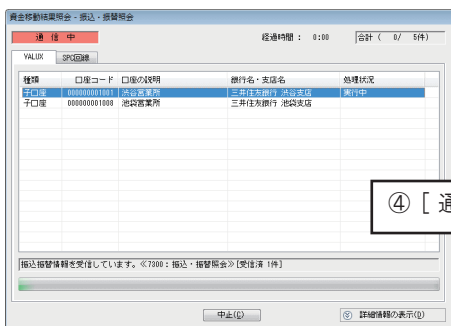 資金移動結果照会 - 振込・振替照会
通 信 中 経過時間： 0:00 合計（ 0/ 5件）
VALUX SPC回線
種類 口座コード 口座の説明 銀行名・支店名 処理状況
子口座 000000001001 渋谷営業所 三井住友銀行 渋谷支店 実行中
子口座 000000001008 池袋営業所 三井住友銀行 池袋支店
④［ 通
振込振替情報を受信しています。≪7300：振込・振替照会≫[受信済 1件]
中止(C) 詳細情報の表示(D)